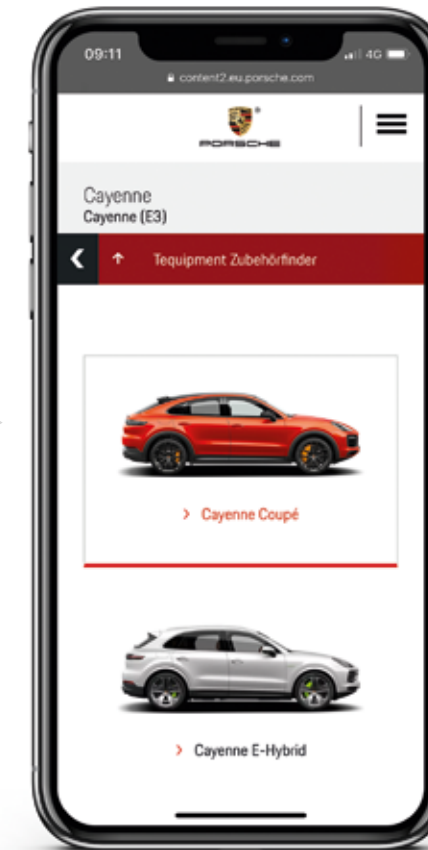 09:11
4G
content2.eu.porsche.com
PORSCHE
Cayenne
Cayenne (E3)
Tequipment Zubehörfinder
Cayenne Coupé
Cayenne E-Hybrid